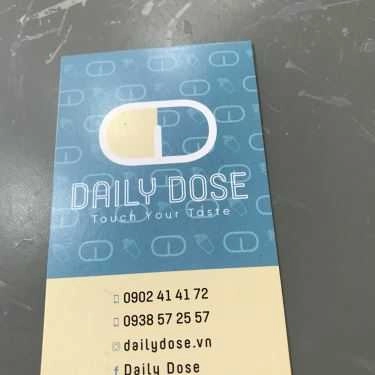 DAILY DOSE
Touch Your Taste
0902 41 41 72
0938 57 25 57
dailydose.vn
f Daily Dose